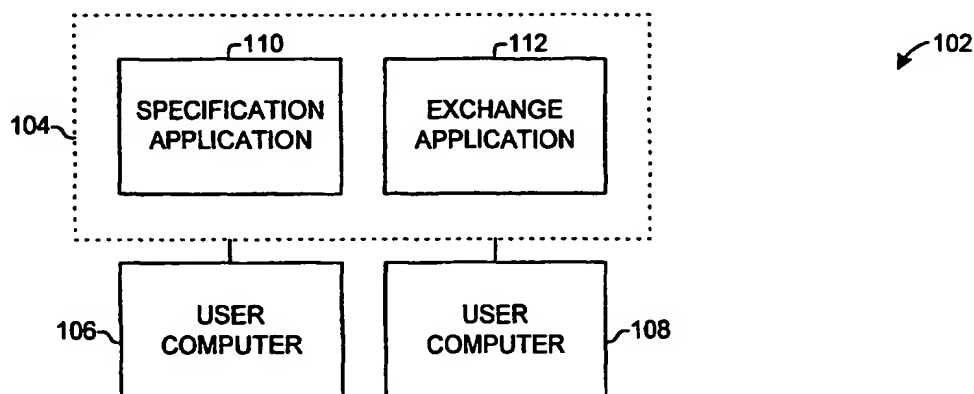 110
112
102
SPECIFICATION
APPLICATION
EXCHANGE
APPLICATION
104
USER
COMPUTER
USER
COMPUTER
106
108